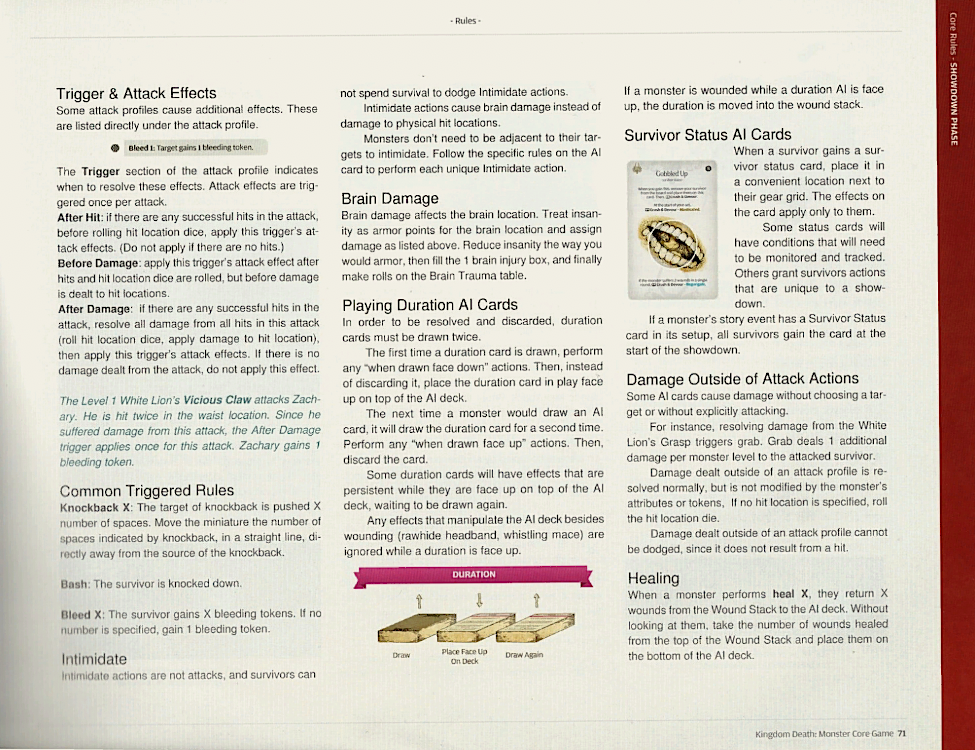 - Rules -
Core Rules - SHOWDOWN PHASE
Trigger & Attack Effects
Some attack profiles cause additional effects. These
are listed directly under the attack profile.
Bleed 1: Target gains 1 bleeding token.
The Trigger section of the attack profile indicates
when to resolve these effects. Attack effects are trig-
gered once per attack.
After Hit: if there are any successful hits in the attack,
before rolling hit location dice, apply this trigger's at-
tack effects. (Do not apply if there are no hits.)
Before Damage: apply this trigger's attack effect after
hits and hit location dice are rolled, but before damage
is dealt to hit locations.
After Damage: if there are any successful hits in the
attack, resolve all damage from all hits in this attack
(roll hit location dice, apply damage to hit location),
then apply this trigger's attack effects. If there is no
damage dealt from the attack, do not apply this effect.
The Level 1 White Lion's Vicious Claw attacks Zach-
ary. He is hit twice in the waist location. Since he
suffered damage from this attack, the After Damage
trigger applies once for this attack. Zachary gains 1
bleeding token.
Common Triggered Rules
Knockback X: The target of knockback is pushed X
number of spaces. Move the miniature the number of
spaces indicated by knockback, in a straight line, di-
rectly away from the source of the knockback.
Bash: The survivor is knocked down.
Bleed X: The survivor gains X bleeding tokens. If no
number is specified, gain 1 bleeding token.
Intimidate
Intimidate actions are not attacks, and survivors can
not spend survival to dodge Intimidate actions.
Intimidate actions cause brain damage instead of
damage to physical hit locations.
Monsters don't need to be adjacent to their tar-
gets to intimidate. Follow the specific rules on the AI
card to perform each unique Intimidate action.
Brain Damage
Brain damage affects the brain location. Treat insan-
ity as armor points for the brain location and assign
damage as listed above. Reduce insanity the way you
would armor, then fill the 1 brain injury box, and finally
make rolls on the Brain Trauma table.
Playing Duration AI Cards
In order to be resolved and discarded, duration
cards must be drawn twice.
The first time a duration card is drawn, perform
any "when drawn face down" actions. Then, instead
of discarding it, place the duration card in play face
up on top of the AI deck.
The next time a monster would draw an AI
card, it will draw the duration card for a second time.
Perform any "when drawn face up" actions. Then,
discard the card.
Some duration cards will have effects that are
persistent while they are face up on top of the AI
deck, waiting to be drawn again.
Any effects that manipulate the AI deck besides
wounding (rawhide headband, whistling mace) are
ignored while a duration is face up.
DURATION
Draw
Place Face Up
On Deck
Draw Again
If a monster is wounded while a duration AI is face
up, the duration is moved into the wound stack.
Survivor Status AI Cards
Gobbled Up
When a survivor gains a sur-
vivor status card, place it in
a convenient location next to
their gear grid. The effects on
the card apply only to them.
Some status cards will
have conditions that will need
to be monitored and tracked.
Others grant survivors actions
that are unique to a show-
down.
If a monster's story event has a Survivor Status
card in its setup, all survivors gain the card at the
start of the showdown.
Damage Outside of Attack Actions
Some AI cards cause damage without choosing a tar-
get or without explicitly attacking.
For instance, resolving damage from the White
Lion's Grasp triggers grab. Grab deals 1 additional
damage per monster level to the attacked survivor.
Damage dealt outside of an attack profile is re-
solved normally, but is not modified by the monster's
attributes or tokens, If no hit location is specified, roll
the hit location die.
Damage dealt outside of an attack profile cannot
be dodged, since it does not result from a hit.
Healing
When a monster performs heal X, they return X
wounds from the Wound Stack to the AI deck. Without
looking at them, take the number of wounds healed
from the top of the Wound Stack and place them on
the bottom of the AI deck.
Kingdom Death: Monster Core Game 71